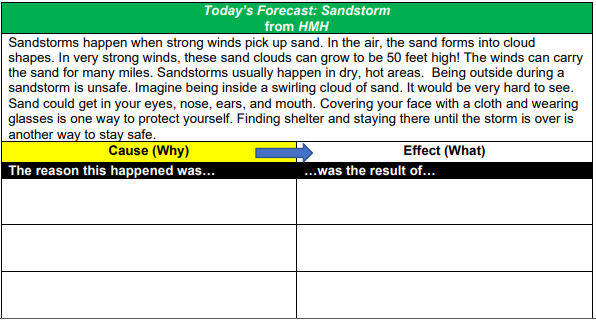 Today's Forecast: Sandstorm
from HMH
Sandstorms happen when strong winds pick up sand. In the air, the sand forms into cloud
shapes. In very strong winds, these sand clouds can grow to be 50 feet high! The winds can carry
the sand for many miles. Sandstorms usually happen in dry, hot areas.  Being outside during a
sandstorm is unsafe. Imagine being inside a swirling cloud of sand. It would be very hard to see.
Sand could get in your eyes, nose, ears, and mouth. Covering your face with a cloth and wearing
glasses is one way to protect yourself. Finding shelter and staying there until the storm is over is
another way to stay safe.
Cause (Why) Effect (What)
The reason this happened was… …was the result of…